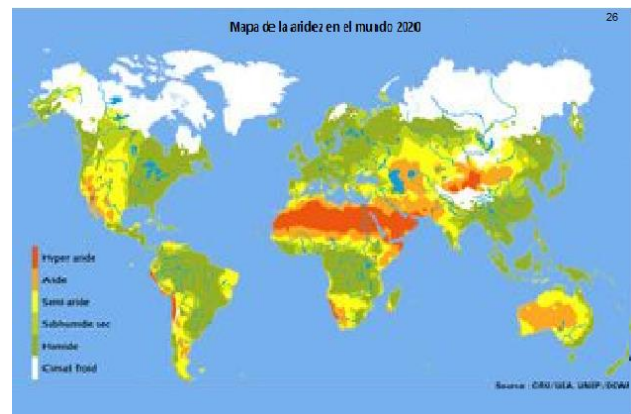 26
Mapa de la aridez en el mundo 2020
Hyper aride
Aride
Semi aride
Subhumide sec
Humide
Climat froid
Source : CRU/UEA, UNEP/DCWA